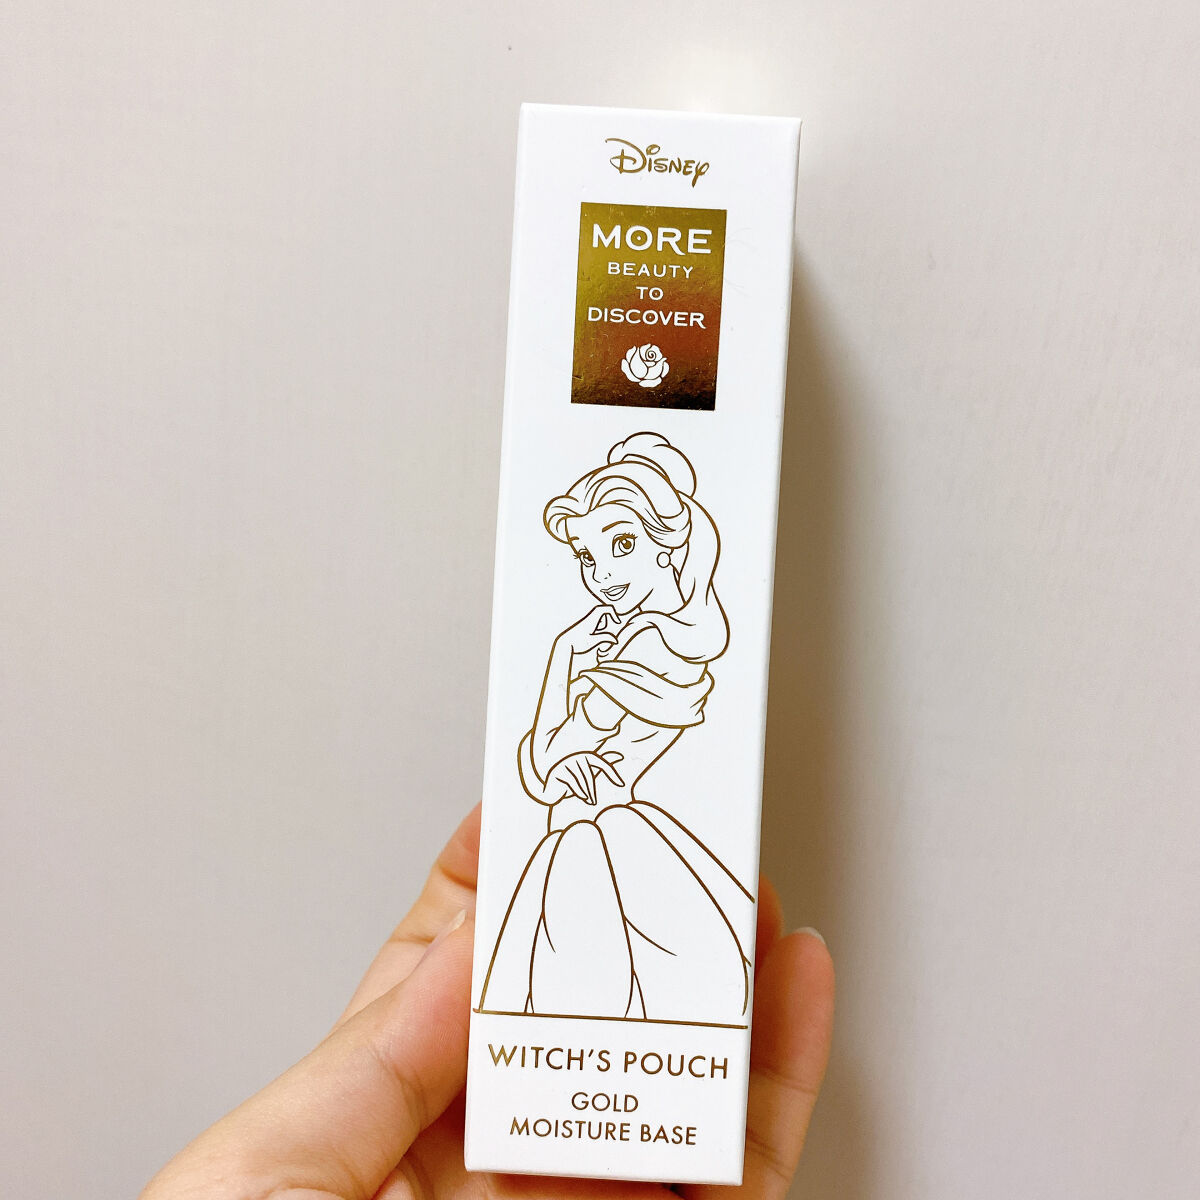 Disney
MORE
BEAUTY
TO
DISCOVER
WITCH'S POUCH
GOLD
MOISTURE BASE